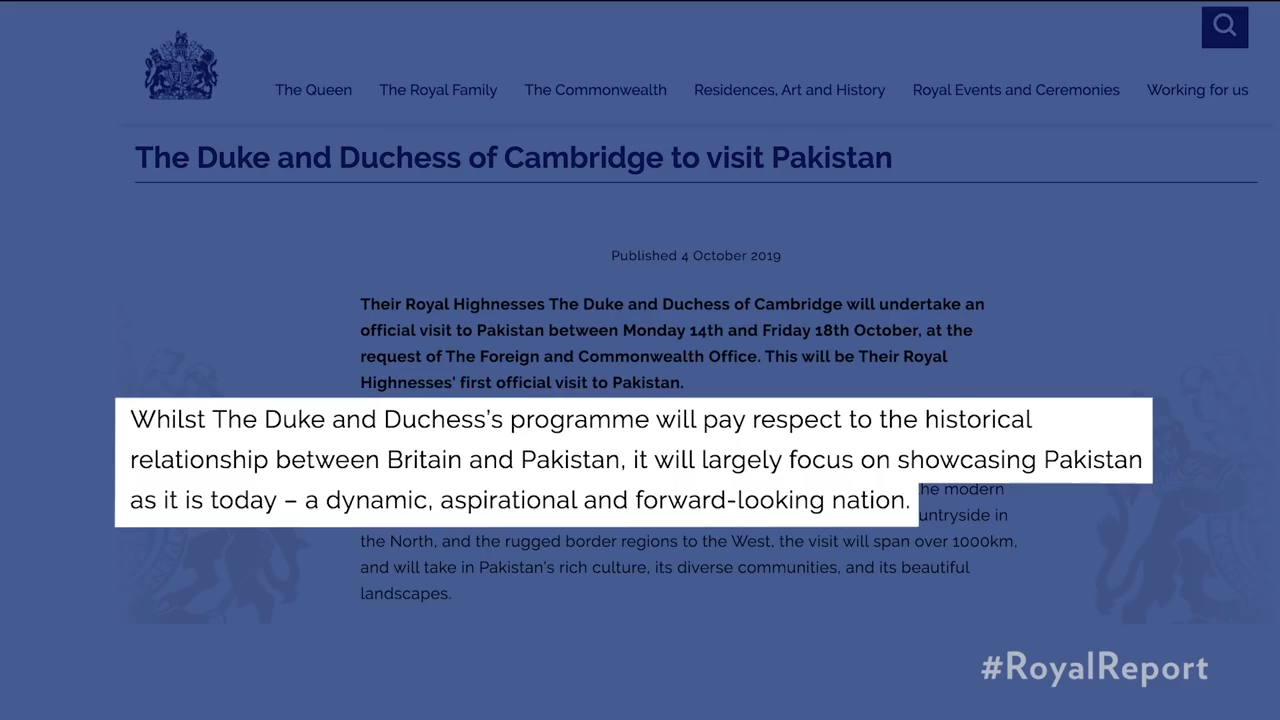 The Queen The Royal Family The Commonwealth Residences, Art and History Royal Events and Ceremonies Working for us
The Duke and Duchess of Cambridge to visit Pakistan
Published 4 October 2019
Their Royal Highnesses The Duke and Duchess of Cambridge will undertake an
official visit to Pakistan between Monday 14th and Friday 18th October, at the
request of The Foreign and Commonwealth Office. This will be Their Royal
Highnesses' first official visit to Pakistan.
Whilst The Duke and Duchess's programme will pay respect to the historical
relationship between Britain and Pakistan, it will largely focus on showcasing Pakistan
as it is today – a dynamic, aspirational and forward-looking nation.
modern
in
the North, and the rugged border regions to the West, the visit will span over 1000km,
and will take in Pakistan's rich culture, its diverse communities, and its beautiful
landscapes.
#RoyalReport